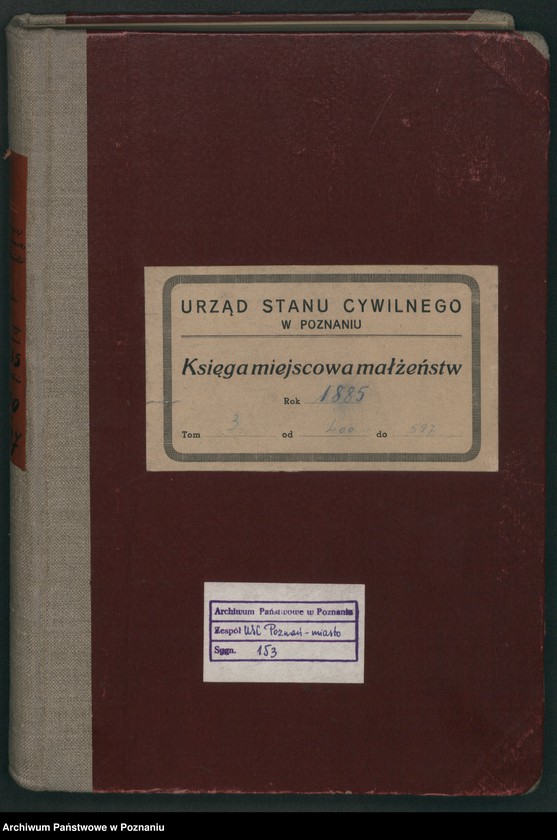 URZĄD STANU CYWILNEGO
W POZNANIU
Księga miejscowa małżeństw
Rok 1885
Tom 3. od 400 do 597
Archiwum Państwowe w Poznaniu
Zespół USC Poznań-miasto
Sygn. 153
Archiwum Państwowe w Poznaniu